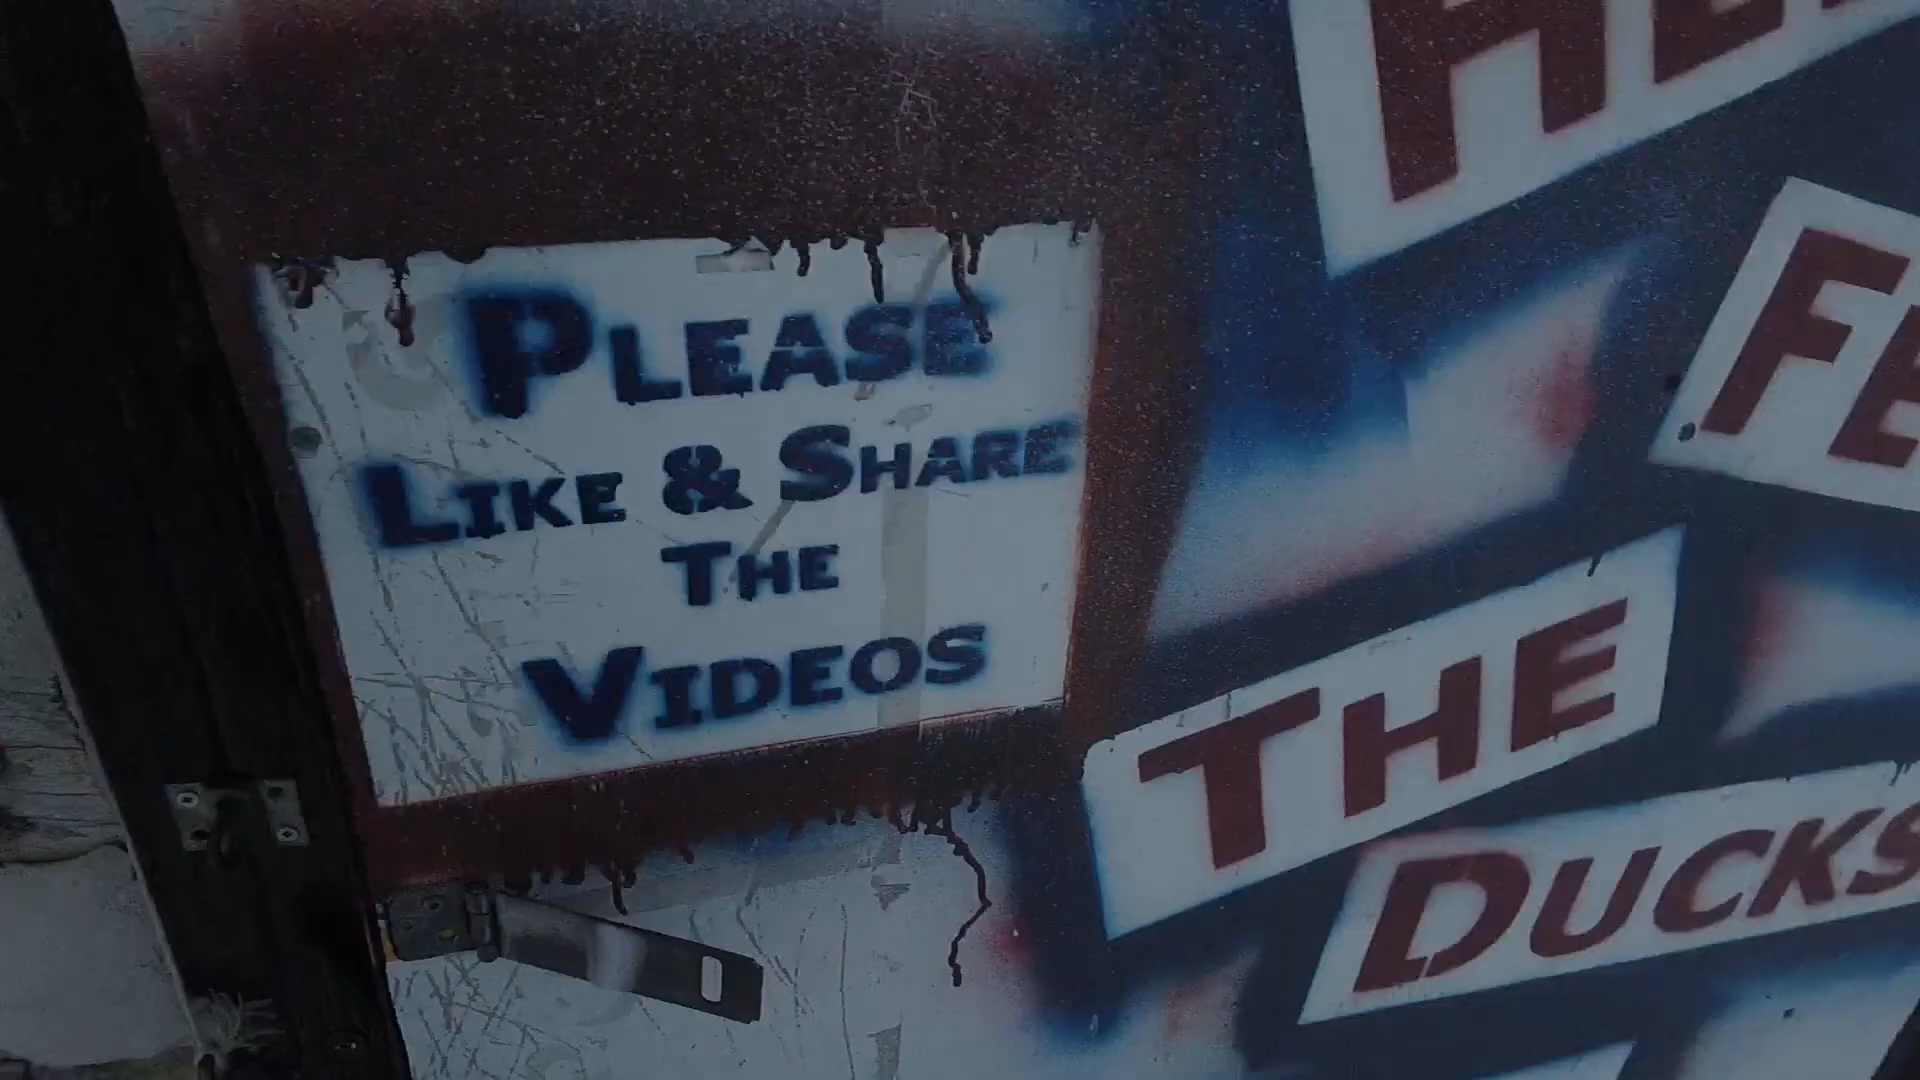 PLEASE
LIKE & SHARE
THE
VIDEOS
THE
DUCKS